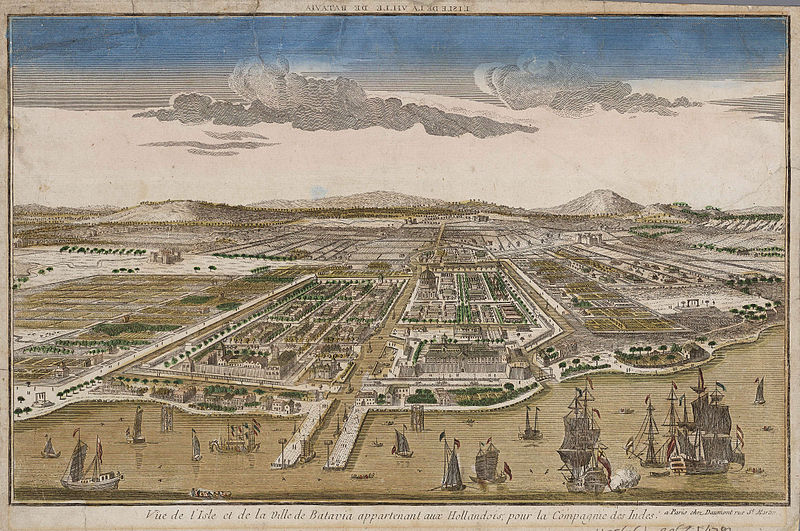 L'ISLE DE LA VILLE DE BATAVIA
Vüe de l'Isle et de la Ville de Batavia appartenant aux Hollandois, pour la Compagnie des Indes. a Paris chez Daumont rue St. Martin